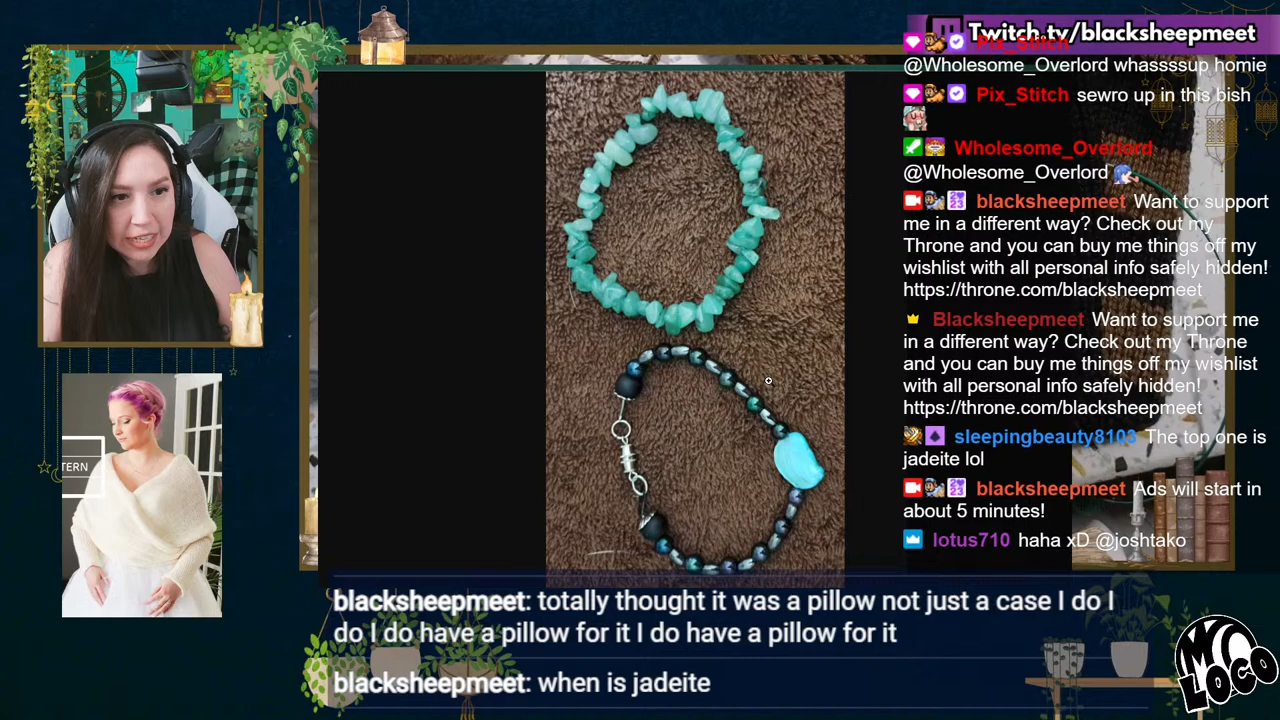 Twitch.tv/blacksheepmeet
Pix_Stitch
@Wholesome_Overlord whassssup homie
Pix_Stitch sewro up in this bish
Wholesome_Overlord
@Wholesome_Overlord
blacksheepmeet Want to support
me in a different way? Check out my
Throne and you can buy me things off my
wishlist with all personal info safely hidden!
https://throne.com/blacksheepmeet
Blacksheepmeet Want to support me
in a different way? Check out my Throne
and you can buy me things off my wishlist
with all personal info safely hidden!
https://throne.com/blacksheepmeet
sleepingbeauty8103 The top one is
jadeite lol
blacksheepmeet Ads will start in
about 5 minutes!
lotus710 haha xD @joshtako
TERN
blacksheepmeet: totally thought it was a pillow not just a case I do I
do I do have a pillow for it I do have a pillow for it
blacksheepmeet: when is jadeite
MC
LOCO